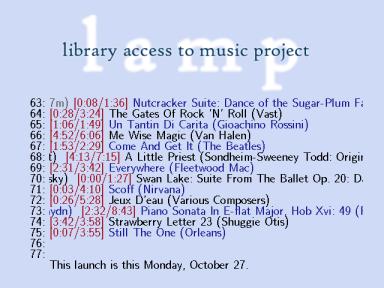 lamp
library access to music project
63: 7m) [0:08/1:36] Nutcracker Suite: Dance of the Sugar-Plum Fa
64: [0:28/3:24] The Gates Of Rock 'N' Roll (Vast)
65: [1:06/1:49] Un Tantin Di Carita (Gioachino Rossini)
66: [4:52/6:06] Me Wise Magic (Van Halen)
67: [1:53/2:29] Come And Get It (The Beatles)
68: t) [4:13/7:15] A Little Priest (Sondheim-Sweeney Todd: Origin
69: [2:31/3:42] Everywhere (Fleetwood Mac)
70: sky) [0:00/1:27] Swan Lake: Suite From The Ballet Op. 20: D
71: [0:03/4:10] Scoff (Nirvana)
72: [0:26/5:28] Jeux D'eau (Various Composers)
73: ydn) [2:32/8:43] Piano Sonata In E-flat Major, Hob Xvi: 49 (F
74: [3:42/3:58] Strawberry Letter 23 (Shuggie Otis)
75: [0:07/3:55] Still The One (Orleans)
76:
77:
This launch is this Monday, October 27.